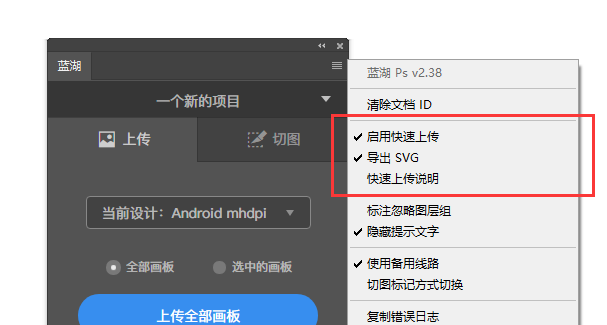 蓝湖
一个新的项目
上传
切图
当前设计：Android mhdpi
全部画板
选中的画板
上传全部画板
蓝湖 Ps v2.38
清除文档 ID
启用快速上传
导出 SVG
快速上传说明
标注忽略图层组
隐藏提示文字
使用备用线路
切图标记方式切换
复制错误日志